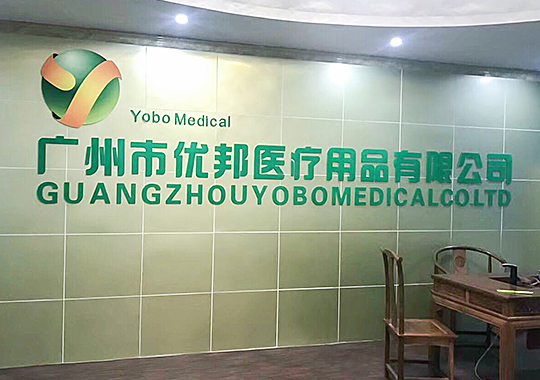 Yobo Medical
广州市优邦医疗用品有限公司
GUANGZHOUYOBOMEDICALCO.LTD